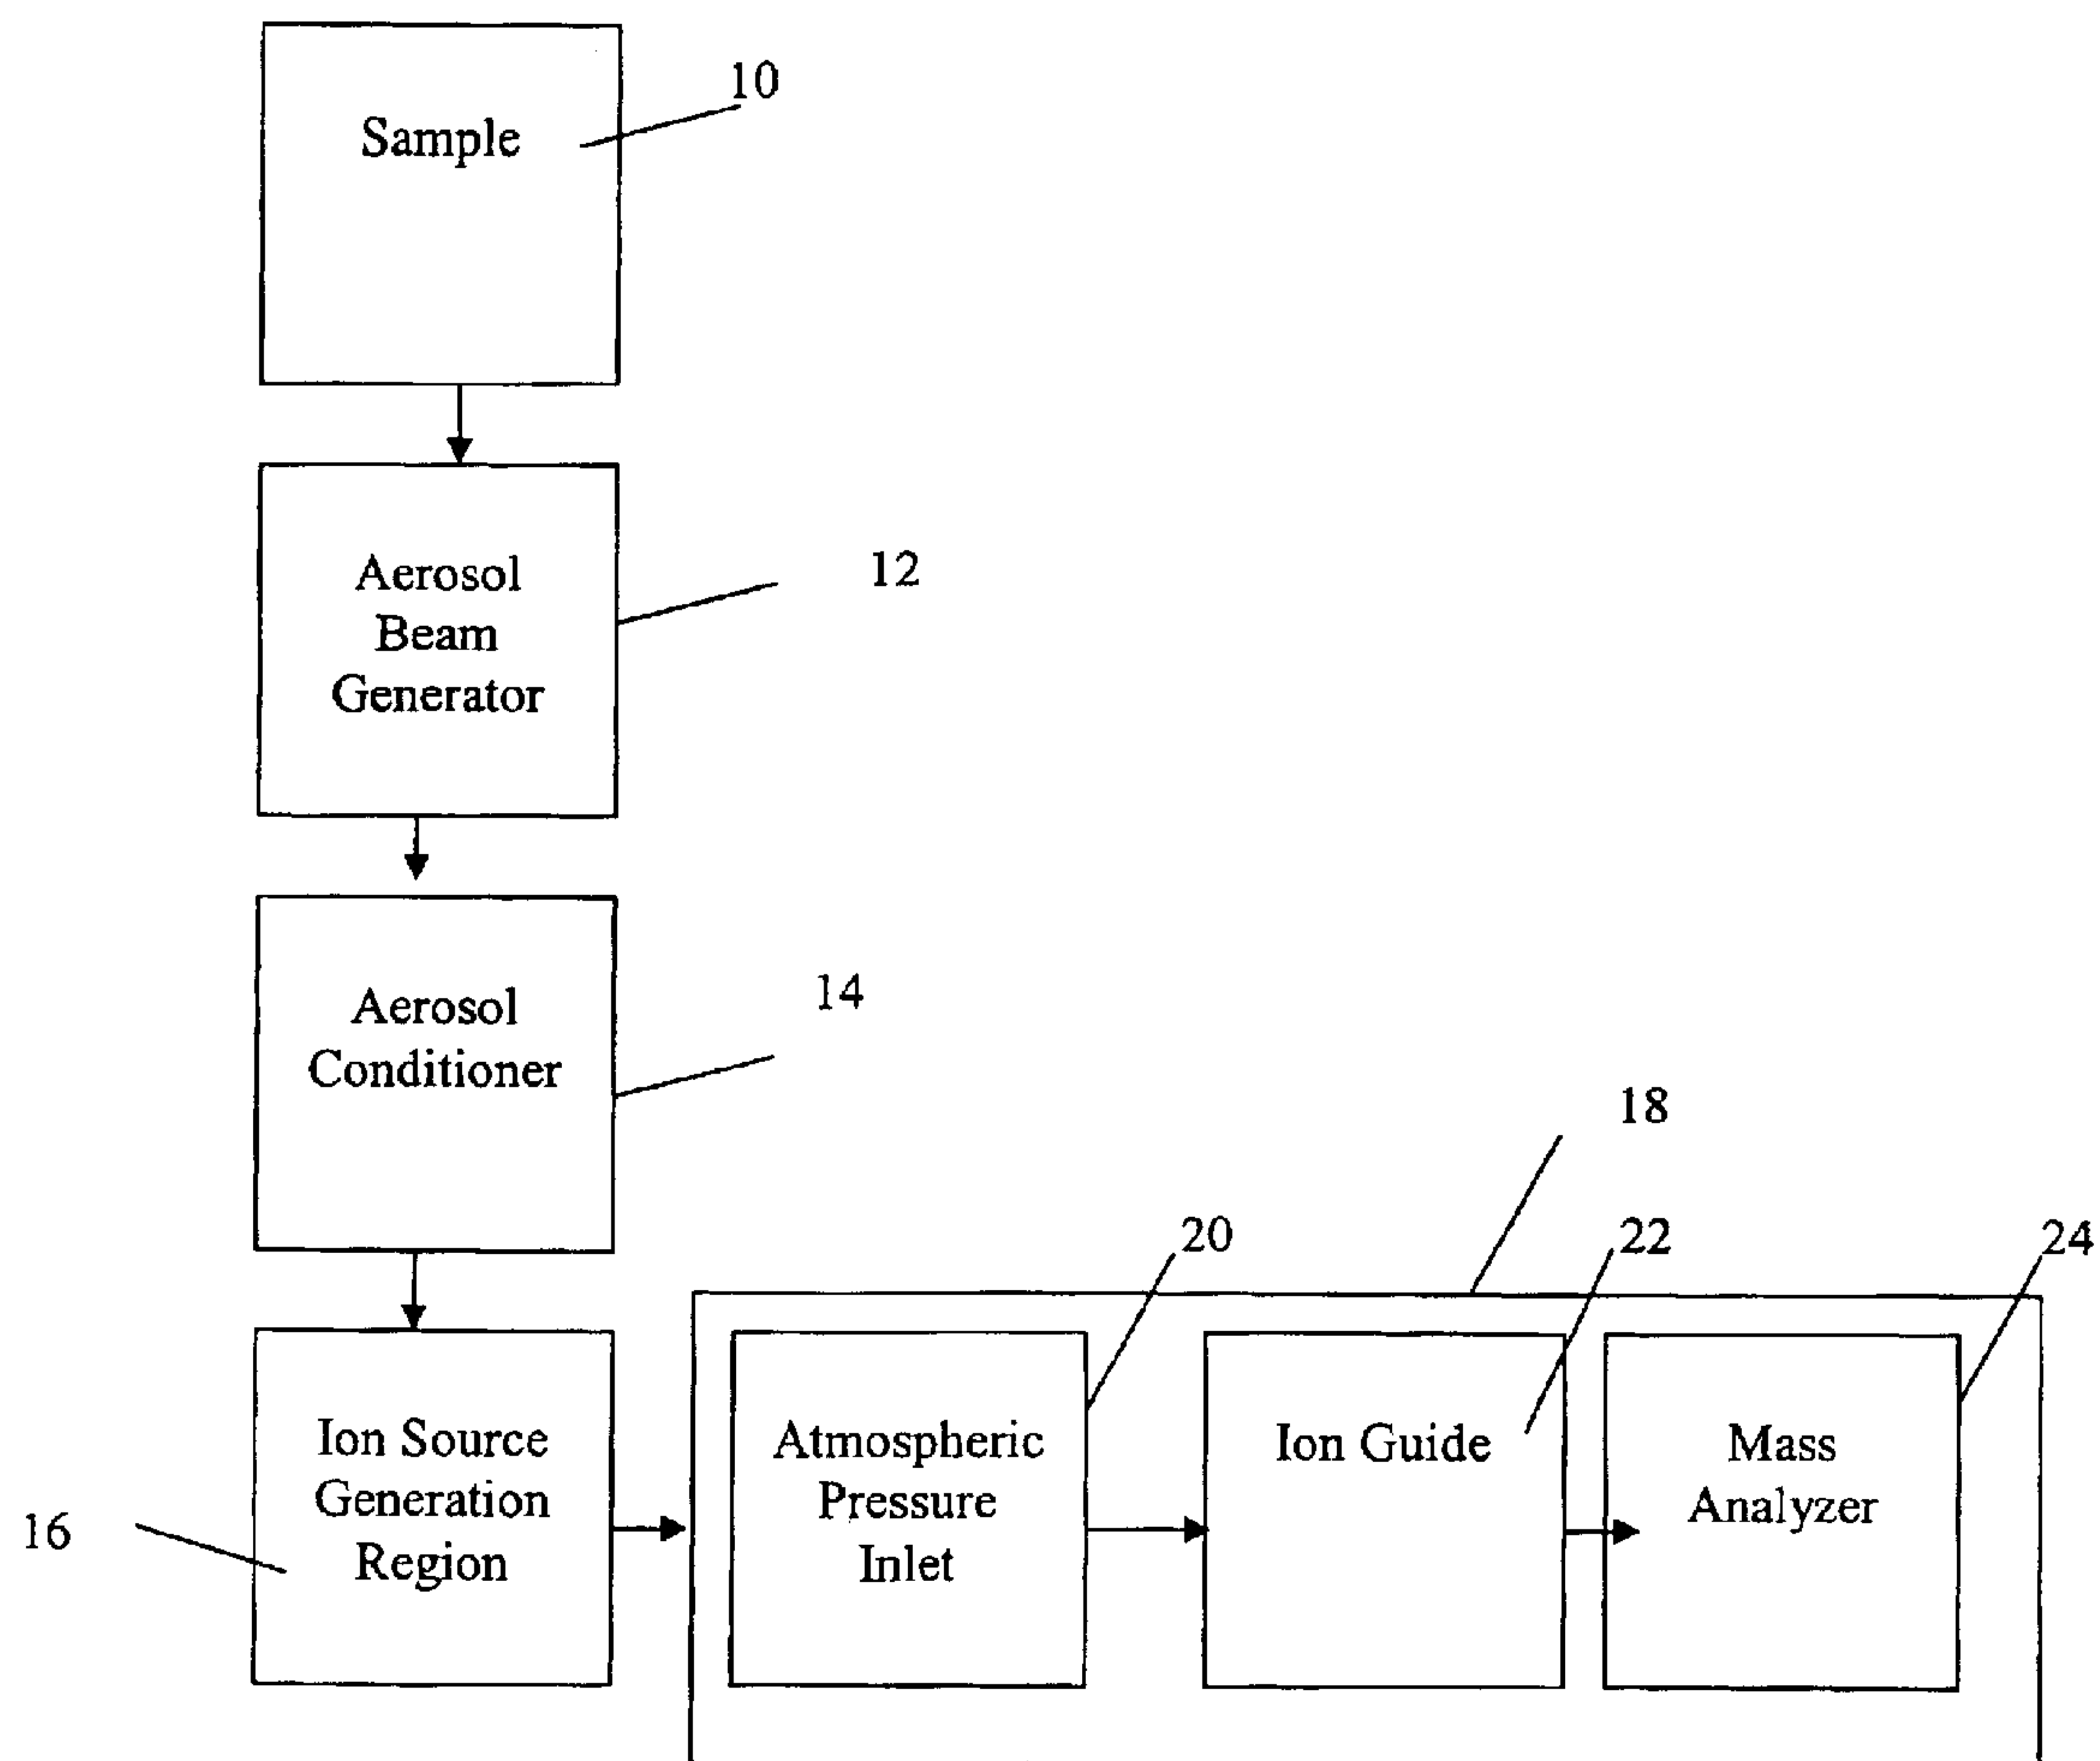 10
Sample
12
Aerosol
Beam
Generator
14
Aerosol
Conditioner
18
20
22
24
16
Ion Source
Generation
Region
Atmospheric
Pressure
Inlet
Ion Guide
Mass
Analyzer